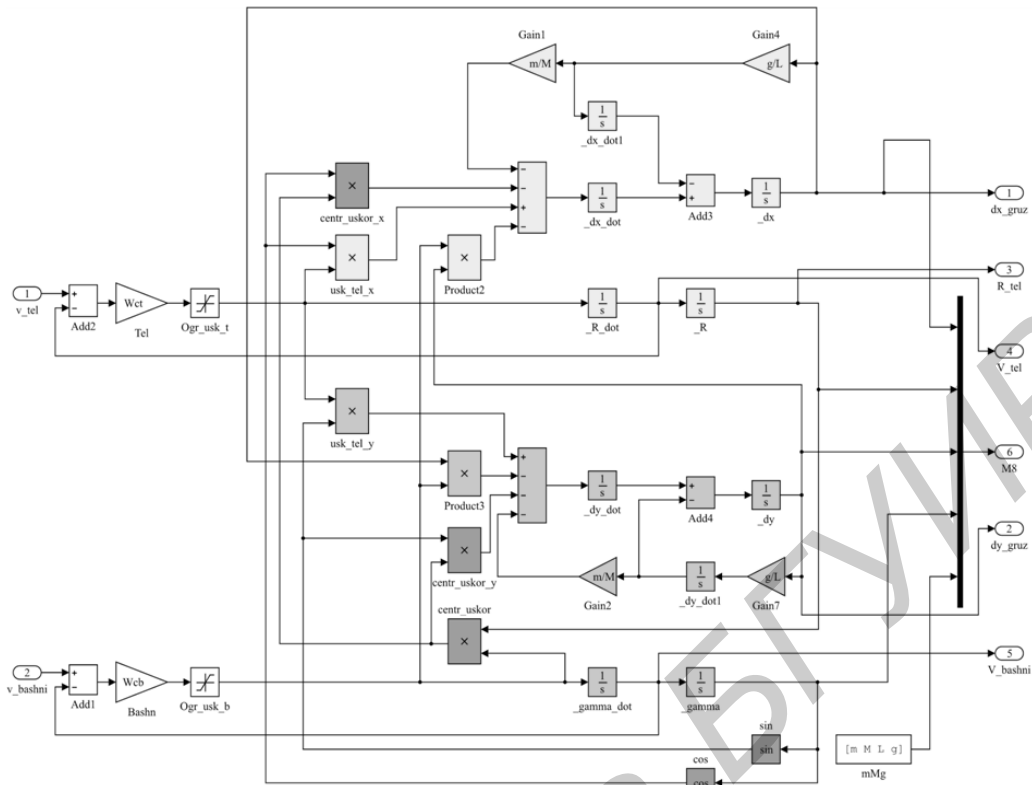 Gain1
Gain4
m/M
g/L
1
s
_dx_dot1
×
centr_uskor_x
−
−
+
−
1
s
_dx_dot
−
+
Add3
1
s
_dx
1
dx_gruz
×
usk_tel_x
×
Product2
1
v_tel
+
−
Add2
Wct
Tel
Ogr_usk_t
1
s
_R_dot
1
s
_R
3
R_tel
4
V_tel
×
usk_tel_y
×
Product3
+
−
−
−
1
s
_dy_dot
+
−
Add4
1
s
_dy
6
M8
2
dy_gruz
×
centr_uskor_y
m/M
Gain2
1
s
_dy_dot1
g/L
Gain7
centr_uskor
×
2
v_bashni
+
−
Add1
Wcb
Bashn
Ogr_usk_b
1
s
_gamma_dot
1
s
_gamma
5
V_bashni
sin
sin
cos
cos
[m M L g]
mMg
БГУИР